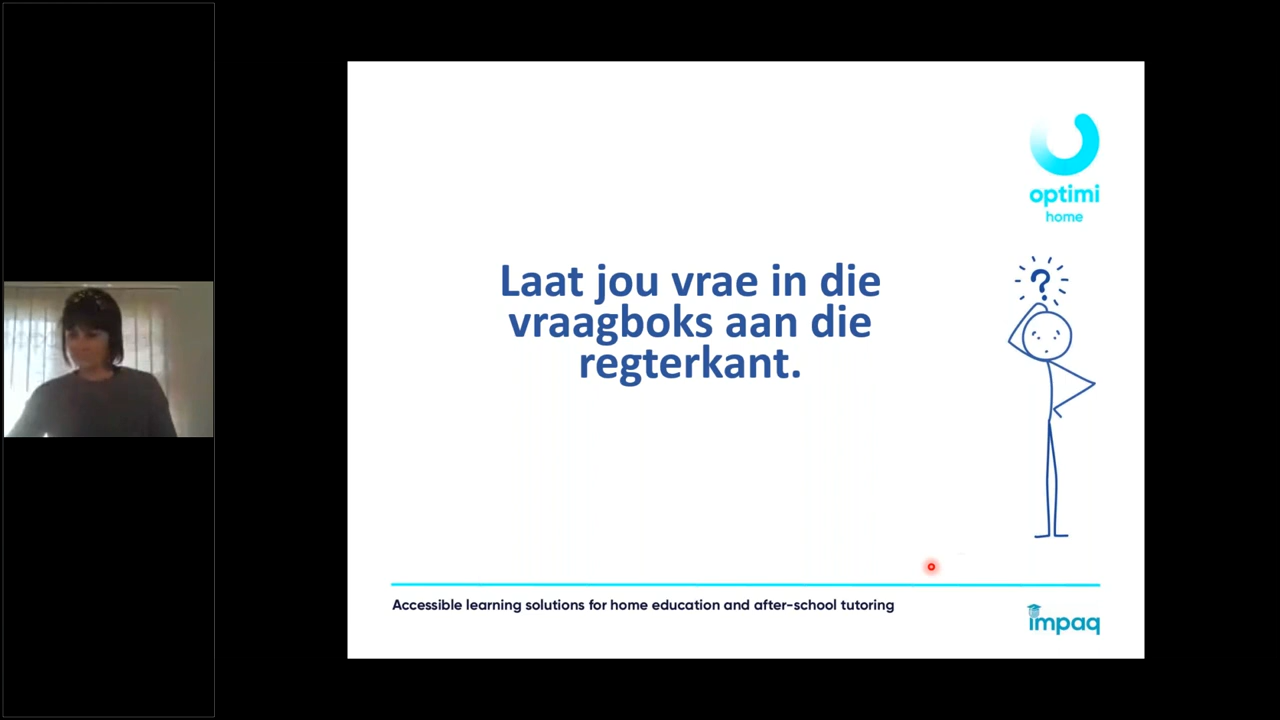 optimi
home
?
Laat jou vrae in die
vraagboks aan die
regterkant.
Accessible learning solutions for home education and after-school tutoring
impaq